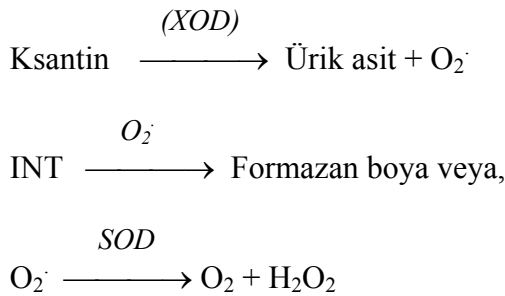 (XOD)
Ksantin ⟶ Ürik asit + O₂·
O₂·
INT ⟶ Formazan boya veya,
SOD
O₂· ⟶ O₂ + H₂O₂